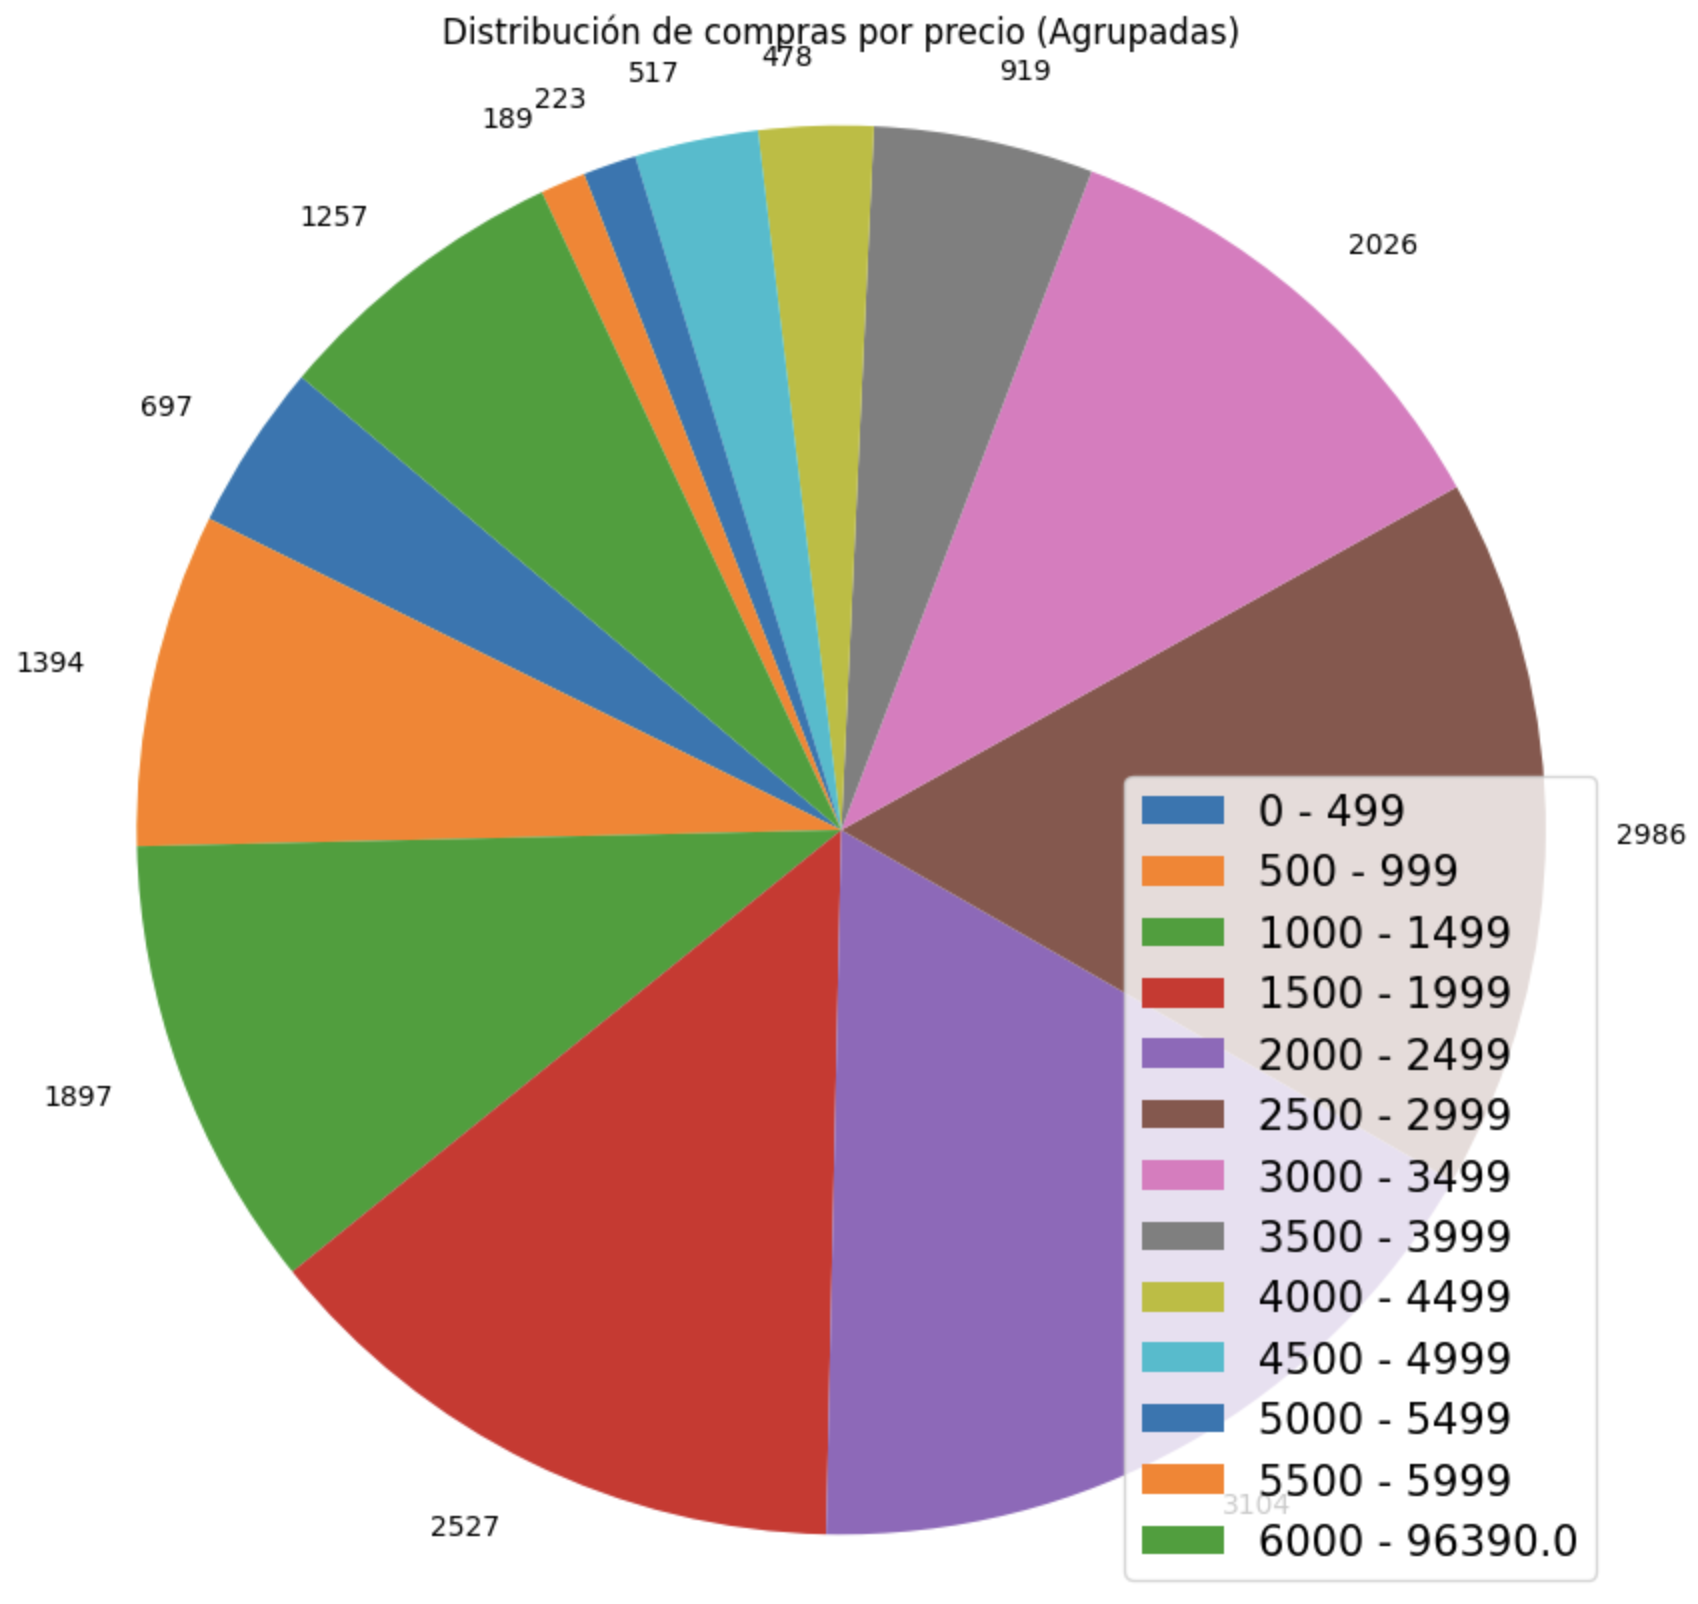 Distribución de compras por precio (Agrupadas)
478
919
517
223
189
1257
2026
697
1394
2986
1897
2527
3104
0 - 499
500 - 999
1000 - 1499
1500 - 1999
2000 - 2499
2500 - 2999
3000 - 3499
3500 - 3999
4000 - 4499
4500 - 4999
5000 - 5499
5500 - 5999
6000 - 96390.0